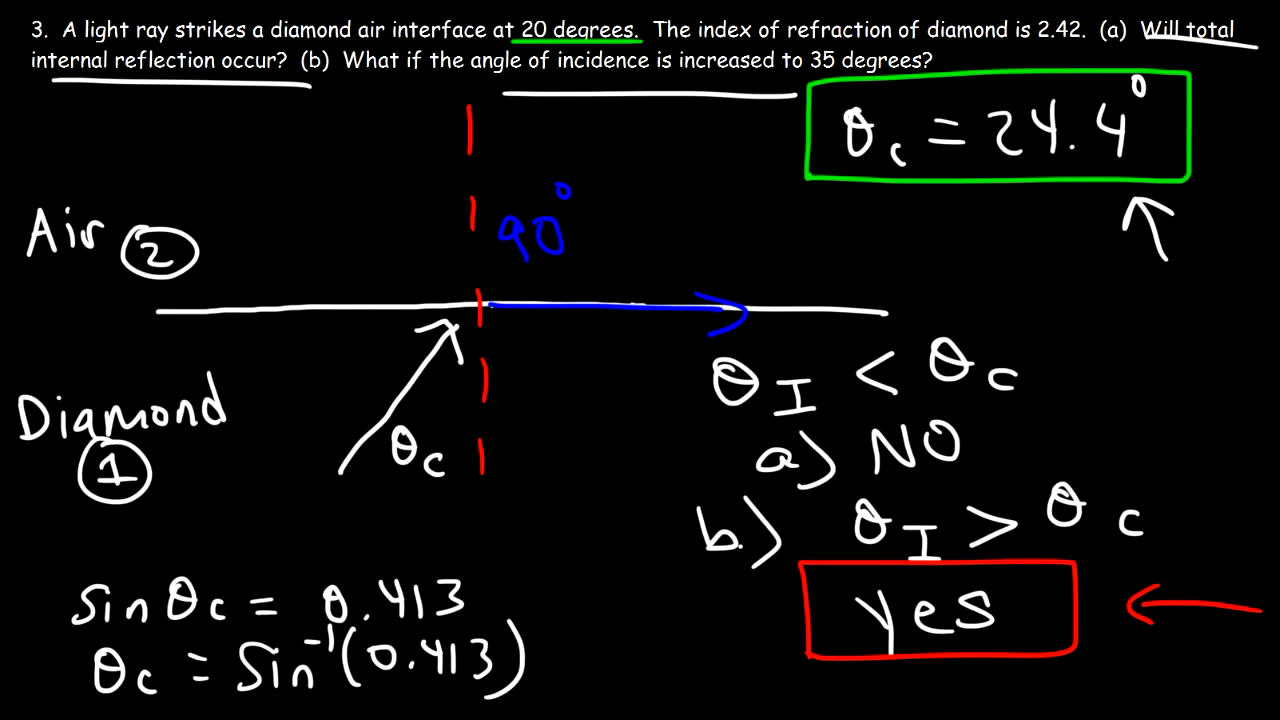 3. A light ray strikes a diamond air interface at 20 degrees. The index of refraction of diamond is 2.42. (a) Will total
internal reflection occur? (b) What if the angle of incidence is increased to 35 degrees?
θc = 24.4°
90°
Air ②
Diamond
①
θc
θI < θc
a) NO
b.) θI > θc
yes
sinθc = 0.413
θc = sin⁻¹(0.413)